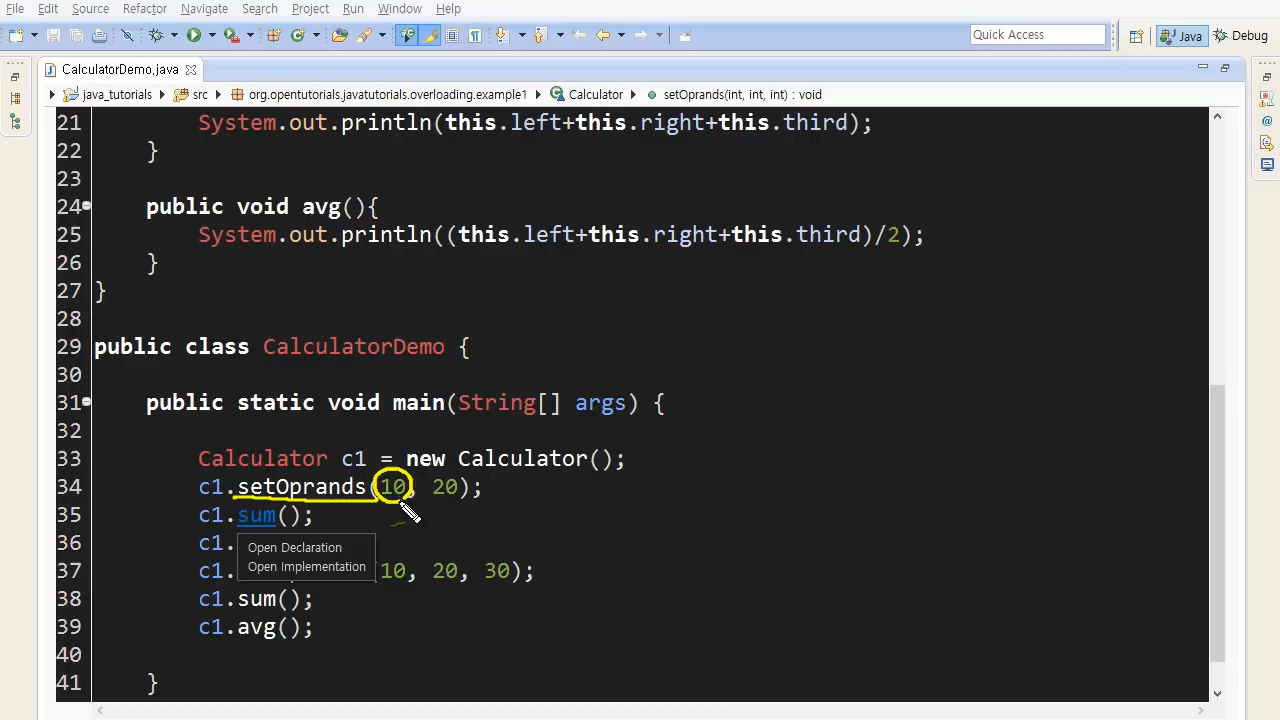 File Edit Source Refactor Navigate Search Project Run Window Help
Quick Access Java Debug
CalculatorDemo.java
java_tutorials src org.opentutorials.javatutorials.overloading.example1 Calculator setOprands(int, int, int) : void
21 System.out.println(this.left+this.right+this.third);
22 }
23
24 public void avg(){
25 System.out.println((this.left+this.right+this.third)/2);
26 }
27 }
28
29 public class CalculatorDemo {
30
31 public static void main(String[] args) {
32
33 Calculator c1 = new Calculator();
34 c1.setOprands(10, 20);
35 c1.sum();
36 c1.
Open Declaration
Open Implementation
37 c1. (10, 20, 30);
38 c1.sum();
39 c1.avg();
40
41 }